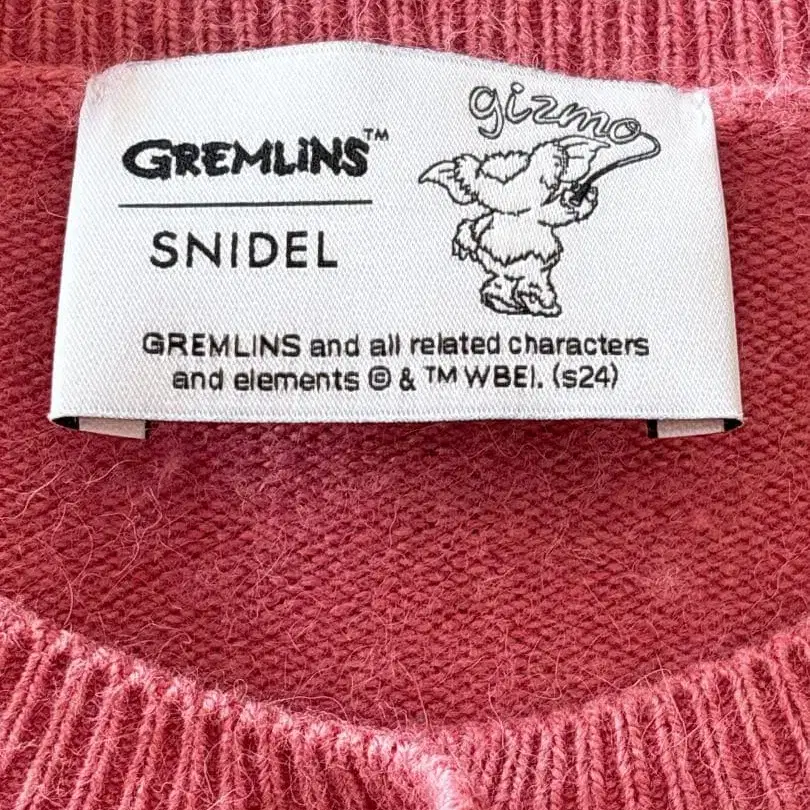 GREMLiNS™
SNIDEL
gizmo
GREMLINS and all related characters
and elements © & ™ WBEI. (s24)